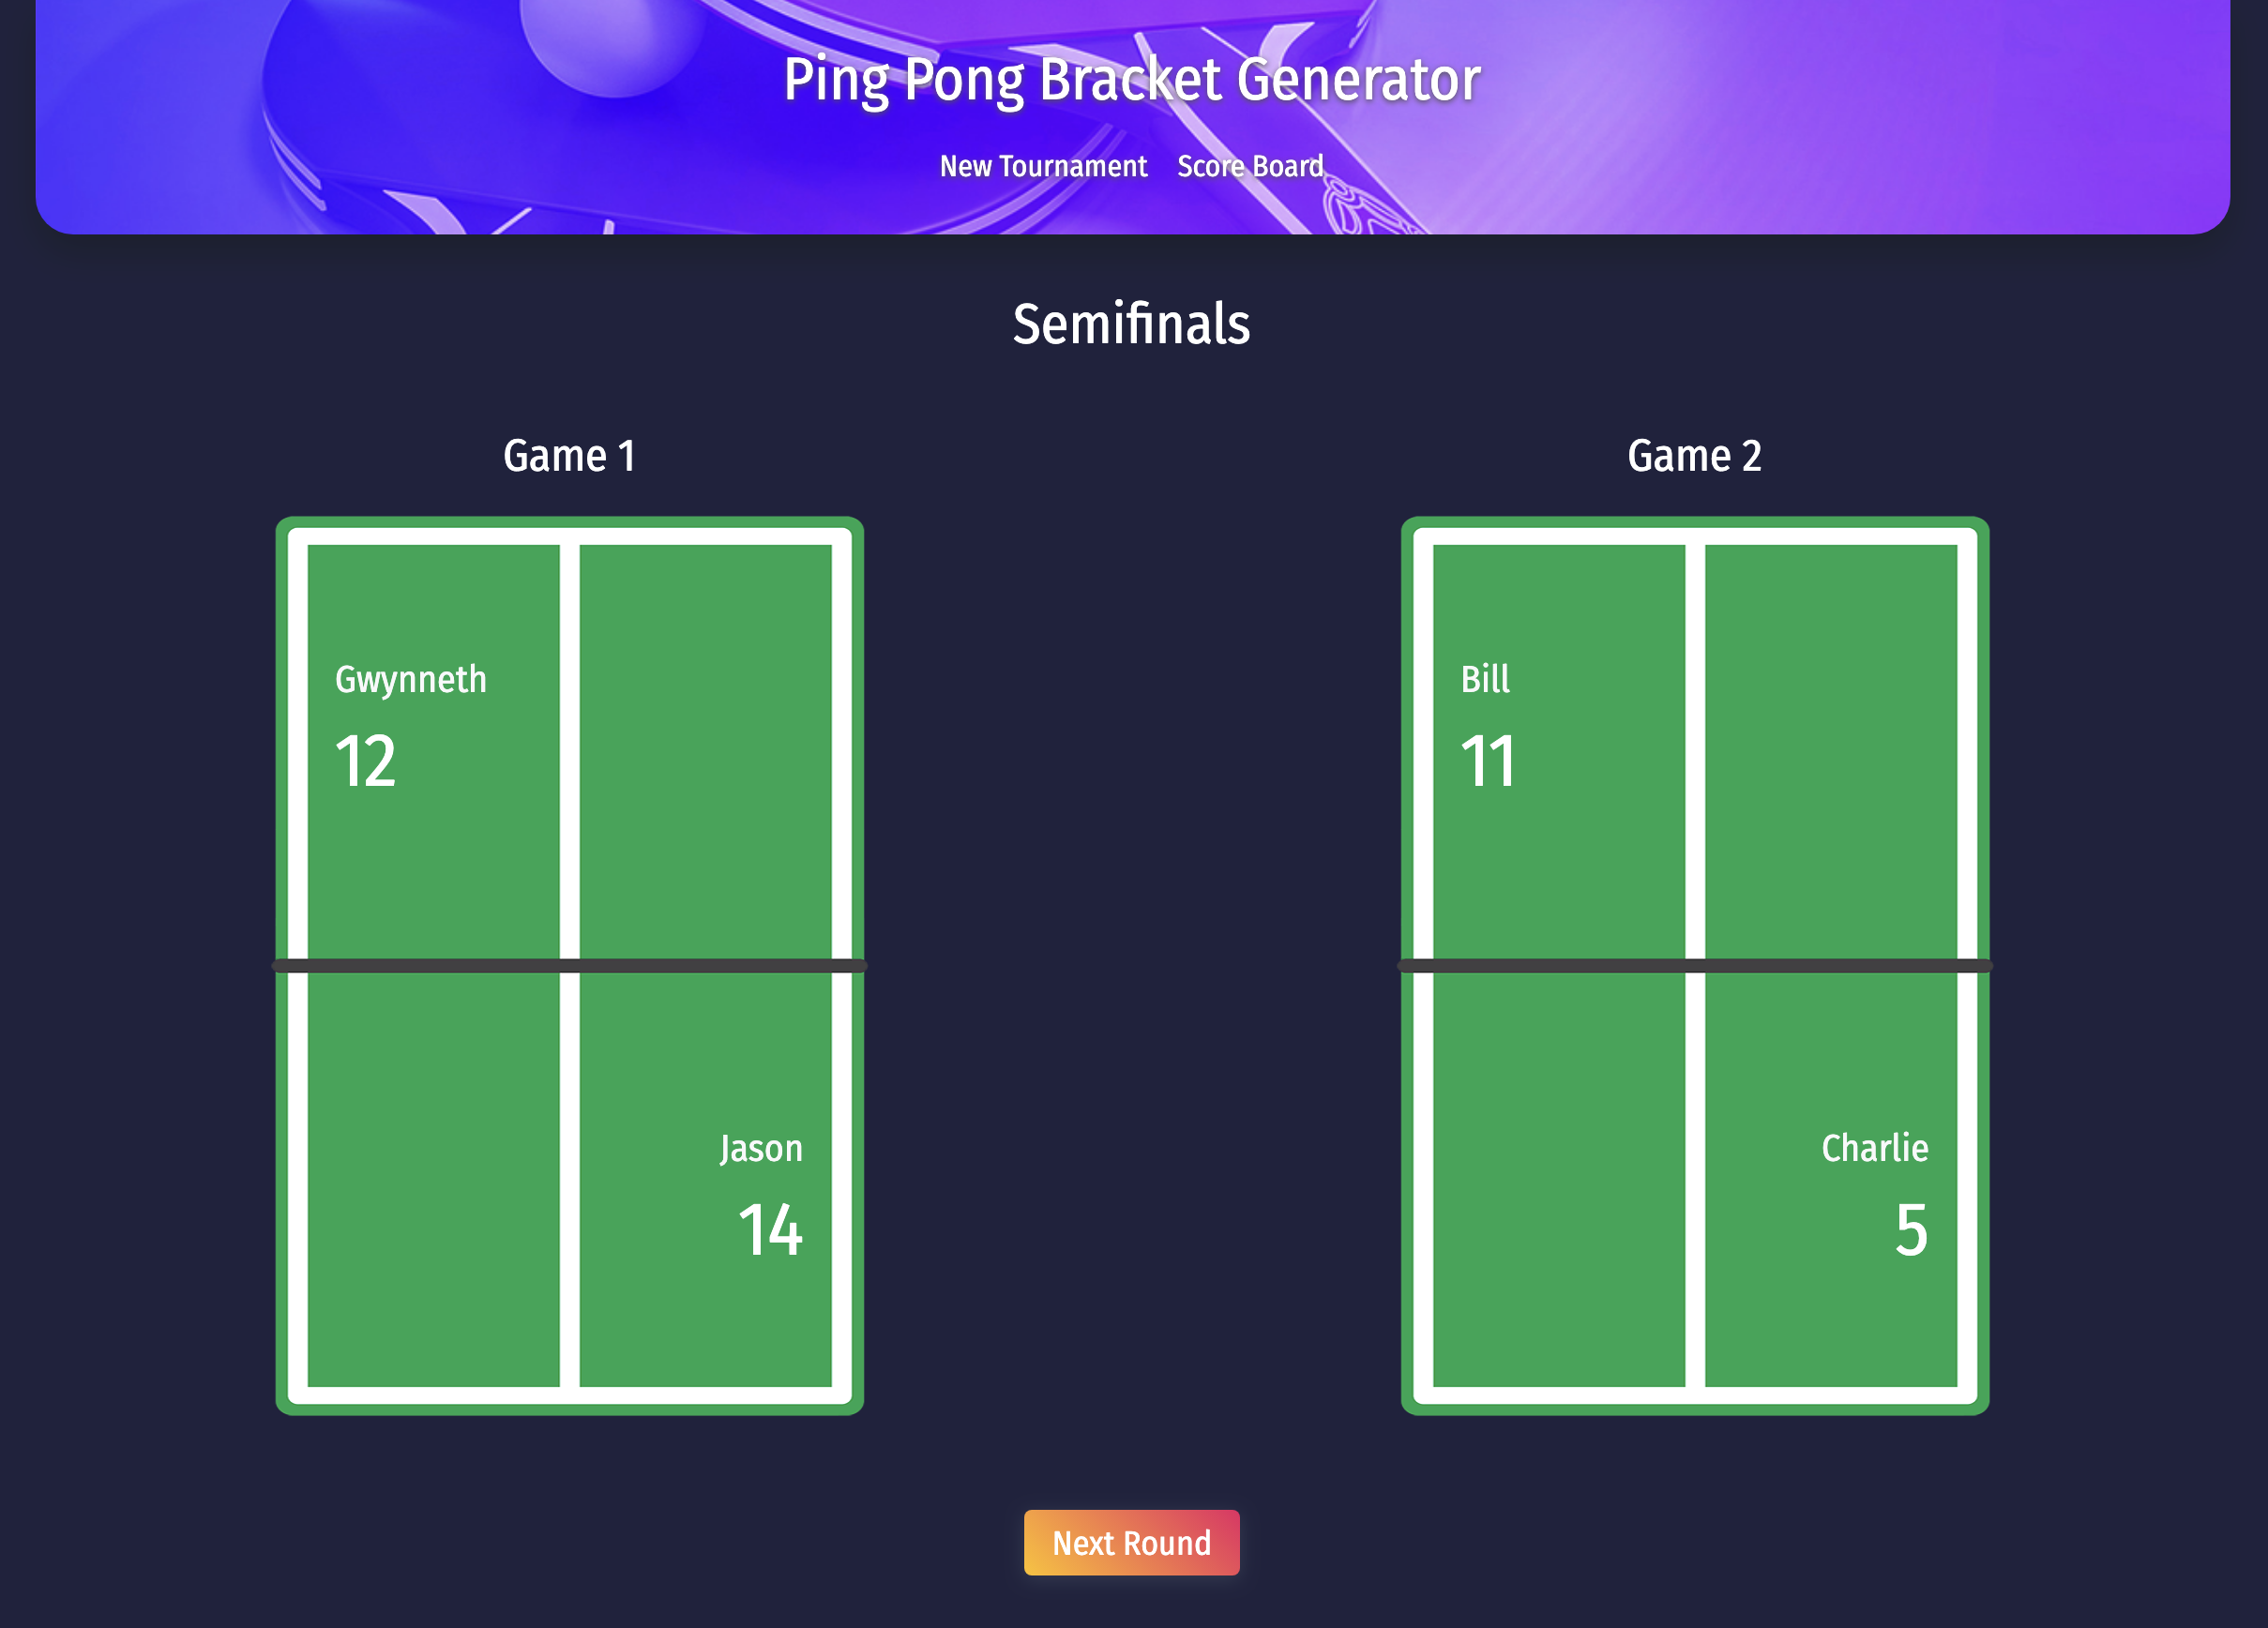 Ping Pong Bracket Generator
New Tournament Score Board
Semifinals
Game 1
Gwynneth
12
Jason
14
Game 2
Bill
11
Charlie
5
Next Round